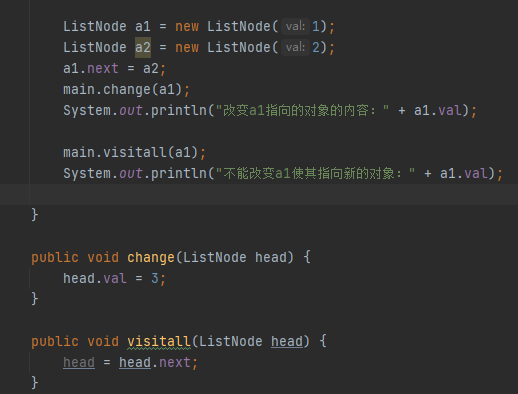 ListNode a1 = new ListNode( val: 1);
ListNode a2 = new ListNode( val: 2);
a1.next = a2;
main.change(a1);
System.out.println("改变a1指向的对象的内容：" + a1.val);
main.visitall(a1);
System.out.println("不能改变a1使其指向新的对象：" + a1.val);
}
public void change(ListNode head) {
head.val = 3;
}
public void visitall(ListNode head) {
head = head.next;
}